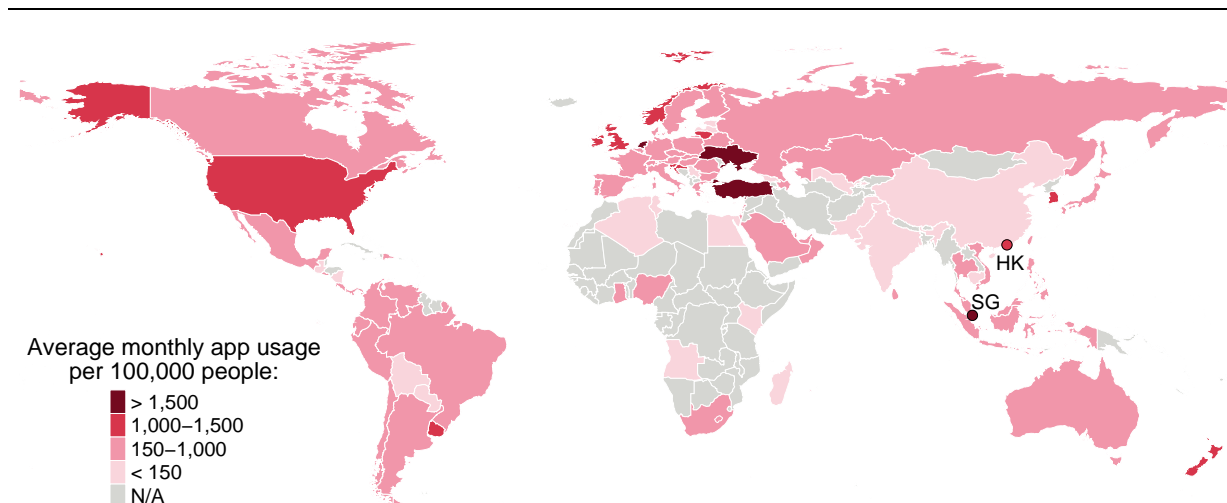 HK
SG
Average monthly app usage
per 100,000 people:
> 1,500
1,000−1,500
150−1,000
< 150
N/A